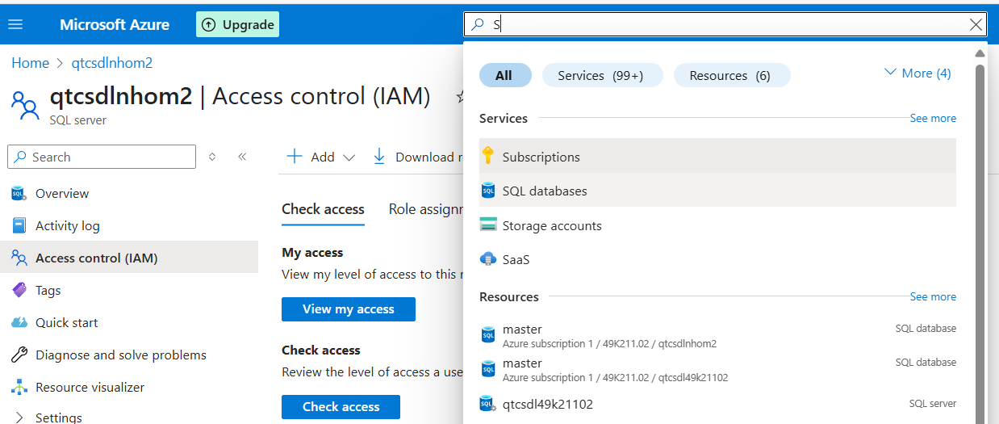 Microsoft Azure
Upgrade
S
Home > qtcsdlnhom2
qtcsdlnhom2 | Access control (IAM)
SQL server
Search
Overview
Activity log
Access control (IAM)
Tags
Quick start
Diagnose and solve problems
Resource visualizer
Settings
Add
Download r
Check access
Role assignm
My access
View my level of access to this r
View my access
Check access
Review the level of access a use
Check access
All
Services (99+)
Resources (6)
More (4)
Services
See more
Subscriptions
SQL databases
Storage accounts
SaaS
Resources
See more
master
SQL database
Azure subscription 1 / 49K211.02 / qtcsdlnhom2
master
SQL database
Azure subscription 1 / 49K211.02 / qtcsdl49k21102
qtcsdl49k21102
SQL server